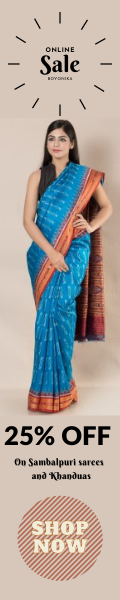 ONLINE
Sale
BOYONIKA
25% OFF
On Sambalpuri sarees
and Khanduas
SHOP
NOW